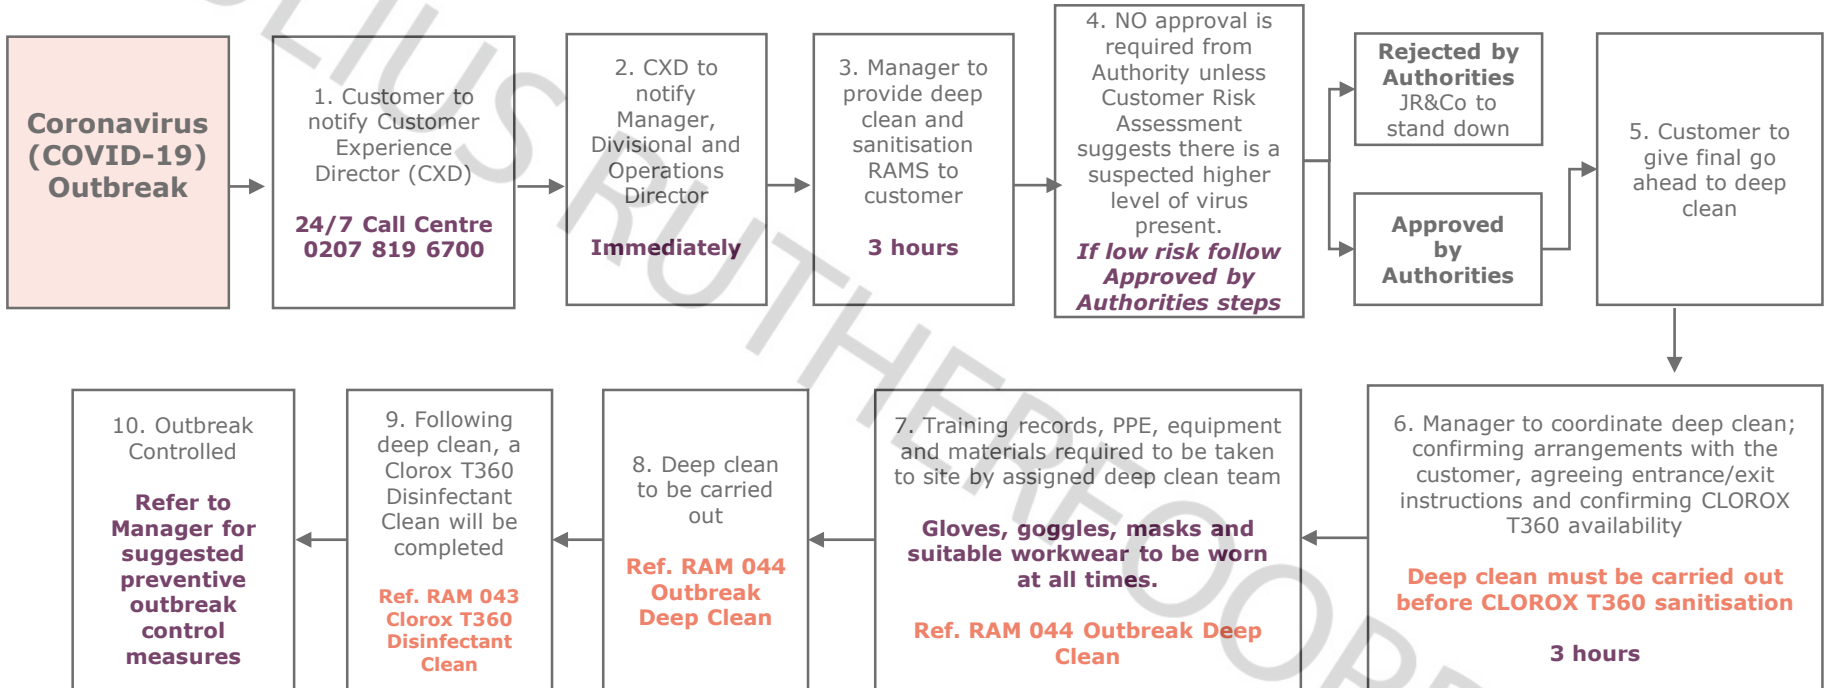 Coronavirus
(COVID-19)
Outbreak
1. Customer to
notify Customer
Experience
Director (CXD)
24/7 Call Centre
0207 819 6700
2. CXD to
notify
Manager,
Divisional and
Operations
Director
Immediately
3. Manager to
provide deep
clean and
sanitisation
RAMS to
customer
3 hours
4. NO approval is
required from
Authority unless
Customer Risk
Assessment
suggests there is a
suspected higher
level of virus
present.
If low risk follow
Approved by
Authorities steps
Rejected by
Authorities
JR&Co to
stand down
Approved
by
Authorities
5. Customer to
give final go
ahead to deep
clean
6. Manager to coordinate deep clean;
confirming arrangements with the
customer, agreeing entrance/exit
instructions and confirming CLOROX
T360 availability
Deep clean must be carried out
before CLOROX T360 sanitisation
3 hours
7. Training records, PPE, equipment
and materials required to be taken
to site by assigned deep clean team
Gloves, goggles, masks and
suitable workwear to be worn
at all times.
Ref. RAM 044 Outbreak Deep
Clean
8. Deep clean
to be carried
out
Ref. RAM 044
Outbreak
Deep Clean
9. Following
deep clean, a
Clorox T360
Disinfectant
Clean will be
completed
Ref. RAM 043
Clorox T360
Disinfectant
Clean
10. Outbreak
Controlled
Refer to
Manager for
suggested
preventive
outbreak
control
measures